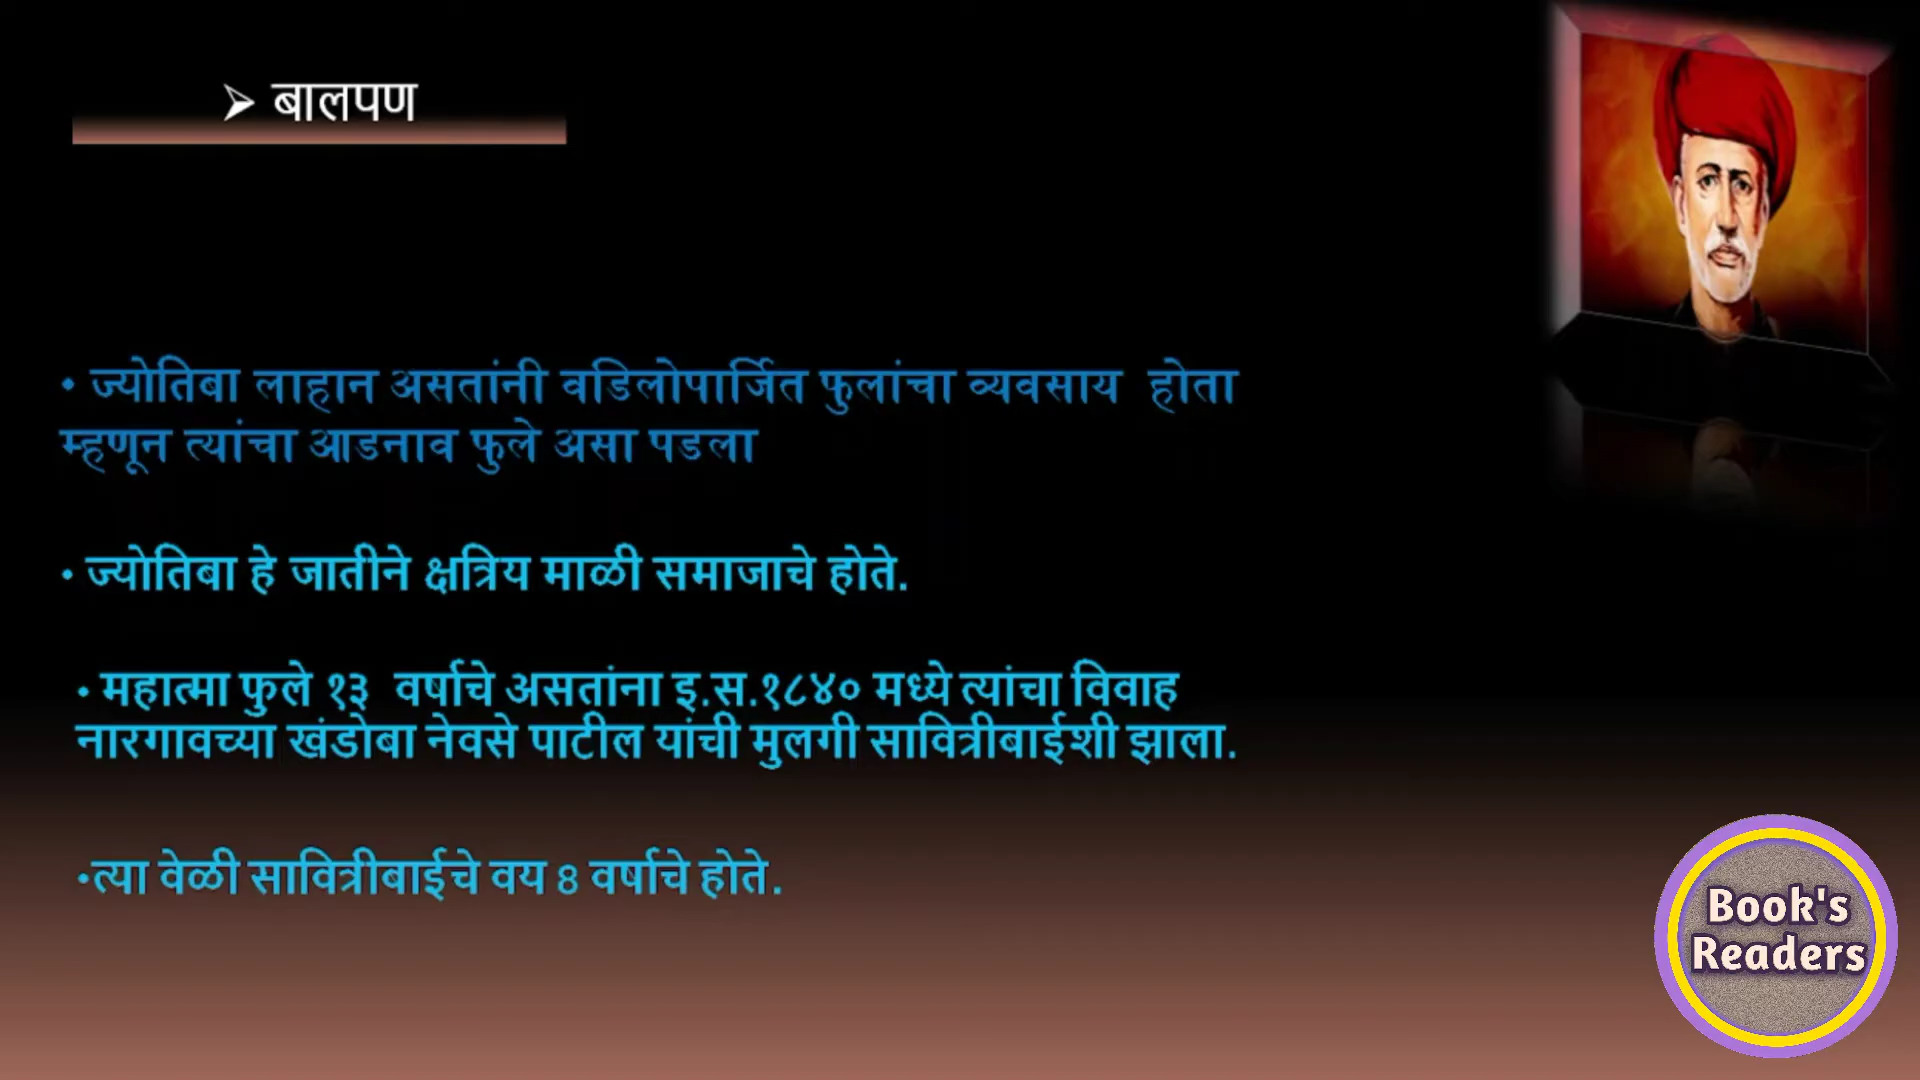 ➢ बालपण
• ज्योतिबा लाहान असतांनी वडिलोपार्जित फुलांचा व्यवसाय होता
म्हणून त्यांचा आडनाव फुले असा पडला
• ज्योतिबा हे जातीने क्षत्रिय माळी समाजाचे होते.
• महात्मा फुले १३ वर्षाचे असतांना इ.स.१८४० मध्ये त्यांचा विवाह
नारगावच्या खंडोबा नेवसे पाटील यांची मुलगी सावित्रीबाईशी झाला.
•त्या वेळी सावित्रीबाईचे वय 8 वर्षाचे होते.
Book's
Readers